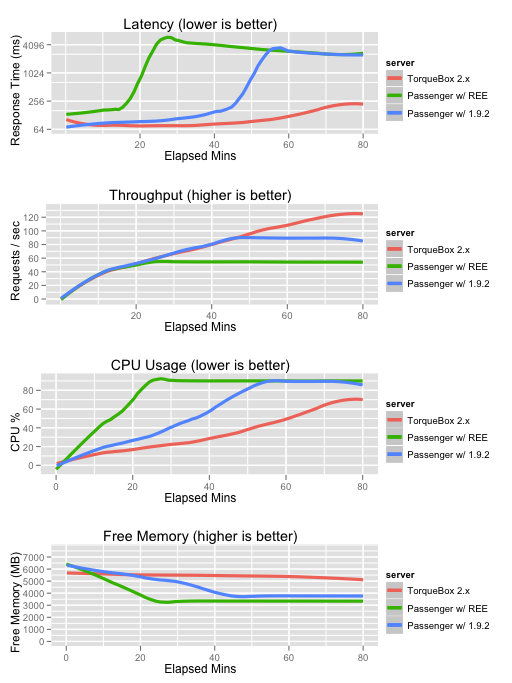 Latency (lower is better)
Response Time (ms)
4096
1024
256
64
20
40
60
80
Elapsed Mins
server
TorqueBox 2.x
Passenger w/ REE
Passenger w/ 1.9.2
Throughput (higher is better)
Requests / sec
120
100
80
60
40
20
0
20
40
60
80
Elapsed Mins
server
TorqueBox 2.x
Passenger w/ REE
Passenger w/ 1.9.2
CPU Usage (lower is better)
CPU %
80
60
40
20
0
0
20
40
60
80
Elapsed Mins
server
TorqueBox 2.x
Passenger w/ REE
Passenger w/ 1.9.2
Free Memory (higher is better)
Free Memory (MB)
7000
6000
5000
4000
3000
2000
1000
0
0
20
40
60
80
Elapsed Mins
server
TorqueBox 2.x
Passenger w/ REE
Passenger w/ 1.9.2